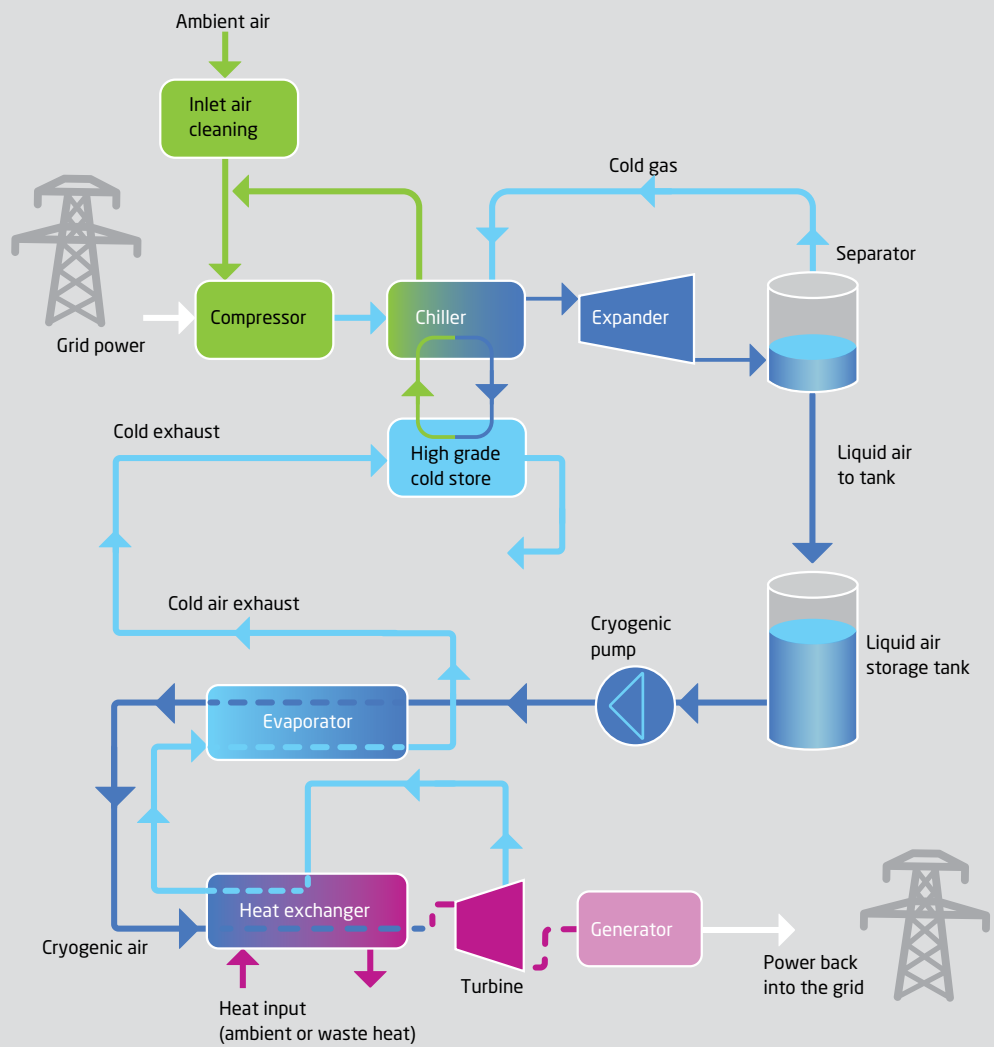 Ambient air
Inlet air
cleaning
Cold gas
Separator
Grid power
Compressor
Chiller
Expander
Cold exhaust
High grade
cold store
Liquid air
to tank
Cold air exhaust
Cryogenic
pump
Liquid air
storage tank
Evaporator
Heat exchanger
Cryogenic air
Turbine
Generator
Heat input
(ambient or waste heat)
Power back
into the grid